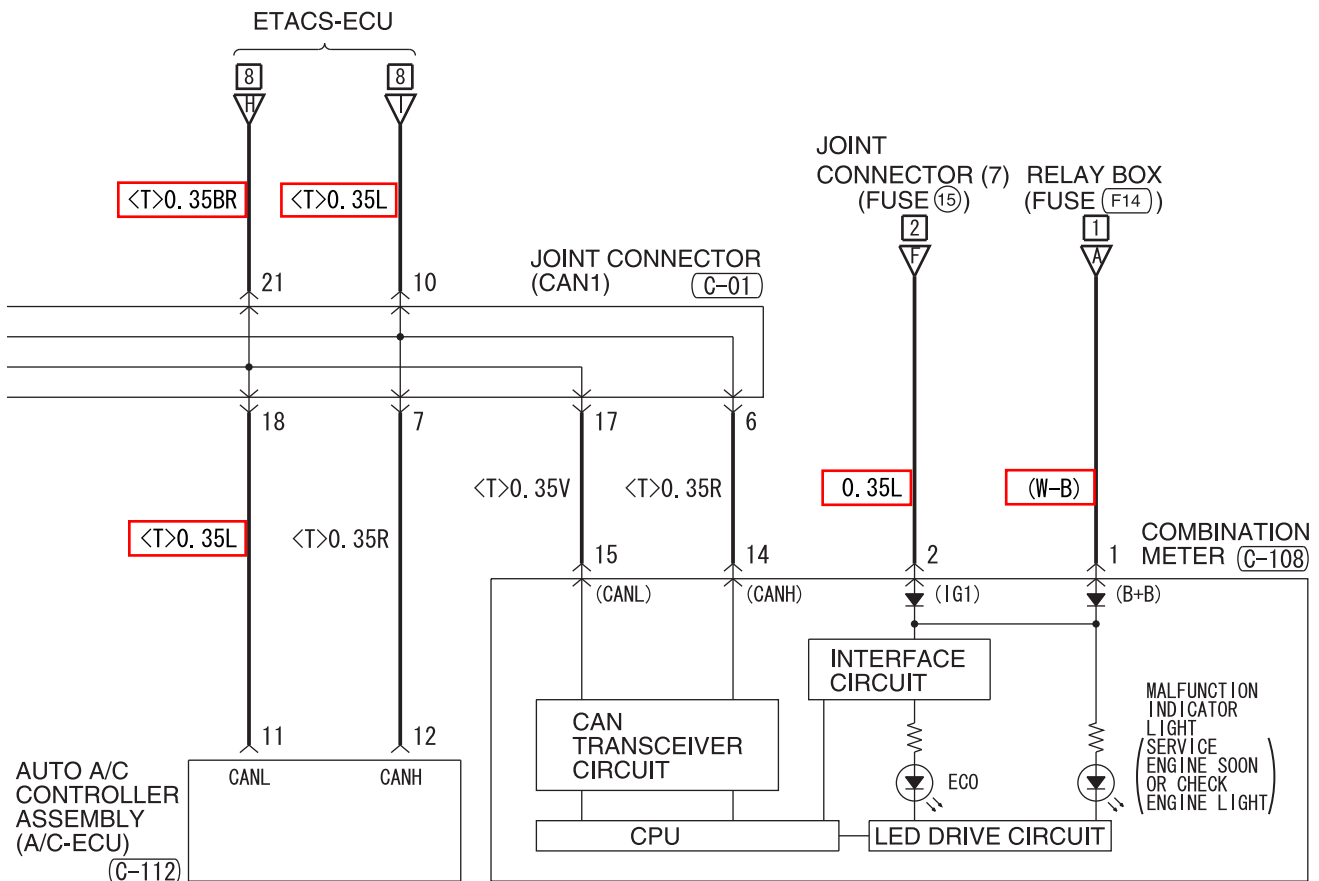 ETACS-ECU
8
8
H
I
<T>0.35BR
<T>0.35L
JOINT
CONNECTOR (7)
(FUSE 15)
2
F
RELAY BOX
(FUSE F14)
1
A
21
10
JOINT CONNECTOR
(CAN1)
C-01
18
7
17
6
<T>0.35V
<T>0.35R
0.35L
(W-B)
<T>0.35L
<T>0.35R
15
14
2
1
COMBINATION
METER C-108
(CANL)
(CANH)
(IG1)
(B+B)
INTERFACE
CIRCUIT
CAN
TRANSCEIVER
CIRCUIT
MALFUNCTION
INDICATOR
LIGHT
(SERVICE
ENGINE SOON
OR CHECK
ENGINE LIGHT)
ECO
CPU
LED DRIVE CIRCUIT
11
12
AUTO A/C
CONTROLLER
ASSEMBLY
(A/C-ECU)
C-112
CANL
CANH